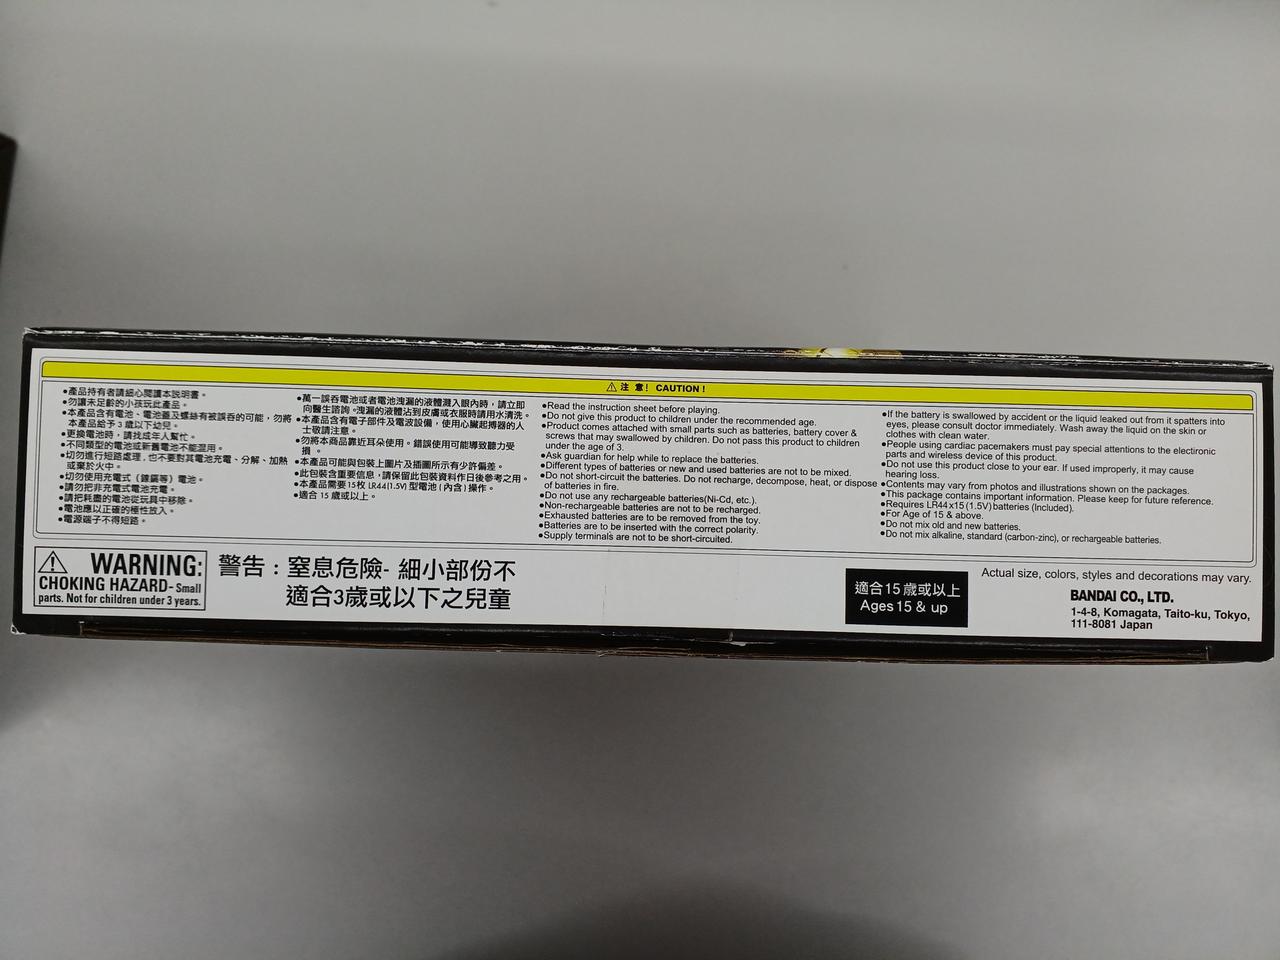 ⚠注 意! CAUTION!
●產品持有者請細心閱讀本説明書。
●勿讓未足齡的小孩玩此產品。
●本產品含有電池、電池蓋及螺絲有被誤吞的可能，勿將
本產品給予3歲以下幼兒。
●更換電池時，請找成年人幫忙。
●不同類型的電池或新舊電池不能混用。
●切勿進行短路處理，也不要對其電池充電、分解、加熱
或棄於火中。
●切勿使用充電式（鎳鎘等）電池。
●請勿把非充電式電池充電。
●請把耗盡的電池從玩具中移除。
●電池應以正確的極性放入。
●電源端子不得短路。
●萬一誤吞電池或者電池洩漏的液體濺入眼內時，請立即
向醫生諮詢。洩漏的液體沾到皮膚或衣服時請用水清洗。
●本產品含有電子部件及電波設備，使用心臟起搏器的人
士敬請注意。
●勿將本商品靠近耳朵使用。錯誤使用可能導致聽力受
損。
●本產品可能與包裝上圖片及插圖所示有少許偏差。
●此包裝含重要信息，請保留此包裝資料作日後參考之用。
●本產品需要15枚 LR44(1.5V) 型電池（內含）操作。
●適合 15 歲或以上。
●Read the instruction sheet before playing.
●Do not give this product to children under the recommended age.
●Product comes attached with small parts such as batteries, battery cover &
screws that may swallowed by children. Do not pass this product to children
under the age of 3.
●Ask guardian for help while to replace the batteries.
●Different types of batteries or new and used batteries are not to be mixed.
●Do not short-circuit the batteries. Do not recharge, decompose, heat, or dispose
of batteries in fire.
●Do not use any rechargeable batteries(Ni-Cd, etc.).
●Non-rechargeable batteries are not to be recharged.
●Exhausted batteries are to be removed from the toy.
●Batteries are to be inserted with the correct polarity.
●Supply terminals are not to be short-circuited.
●If the battery is swallowed by accident or the liquid leaked out from it spatters into
eyes, please consult doctor immediately. Wash away the liquid on the skin or
clothes with clean water.
●People using cardiac pacemakers must pay special attentions to the electronic
parts and wireless device of this product.
●Do not use this product close to your ear. If used improperly, it may cause
hearing loss.
●Contents may vary from photos and illustrations shown on the packages.
●This package contains important information. Please keep for future reference.
●Requires LR44x15 (1.5V) batteries (Included).
●For Age of 15 & above.
●Do not mix old and new batteries.
●Do not mix alkaline, standard (carbon-zinc), or rechargeable batteries.
⚠ WARNING:
CHOKING HAZARD- Small
parts. Not for children under 3 years.
警告：窒息危險- 細小部份不
適合3歲或以下之兒童
適合15歲或以上
Ages 15 & up
Actual size, colors, styles and decorations may vary.
BANDAI CO., LTD.
1-4-8, Komagata, Taito-ku, Tokyo,
111-8081 Japan